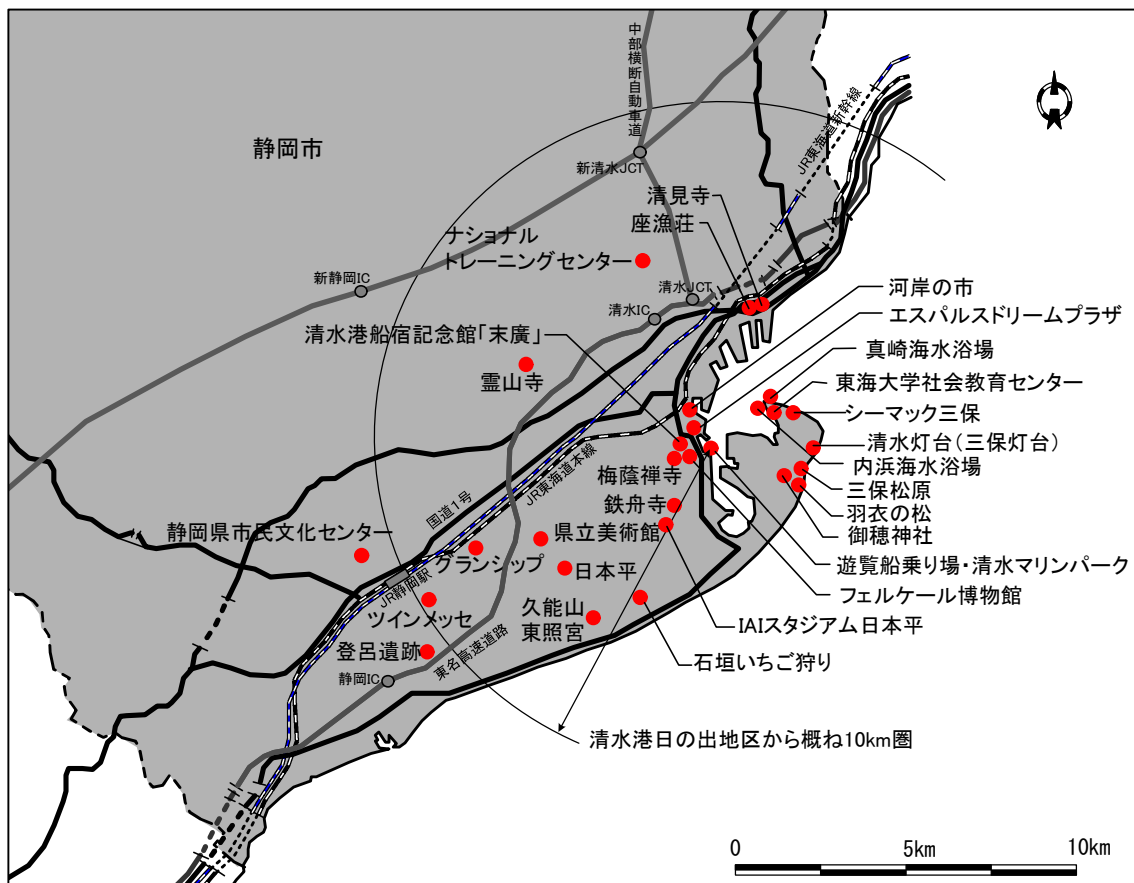 中部横断自動車道
JR東海道新幹線
静岡市
新清水JCT
清見寺
座漁荘
ナショナル
トレーニングセンター
新静岡IC
清水JCT
清水IC
河岸の市
エスパルスドリームプラザ
清水港船宿記念館「末廣」
真崎海水浴場
東海大学社会教育センター
霊山寺
シーマック三保
清水灯台(三保灯台)
内浜海水浴場
梅蔭禅寺
三保松原
国道1号
JR東海道本線
鉄舟寺
羽衣の松
御穂神社
静岡県市民文化センター
県立美術館
グランシップ
遊覧船乗り場・清水マリンパーク
日本平
JR静岡駅
フェルケール博物館
ツインメッセ
久能山
東照宮
IAIスタジアム日本平
登呂遺跡
東名高速道路
石垣いちご狩り
静岡IC
清水港日の出地区から概ね10km圏
0
5km
10km